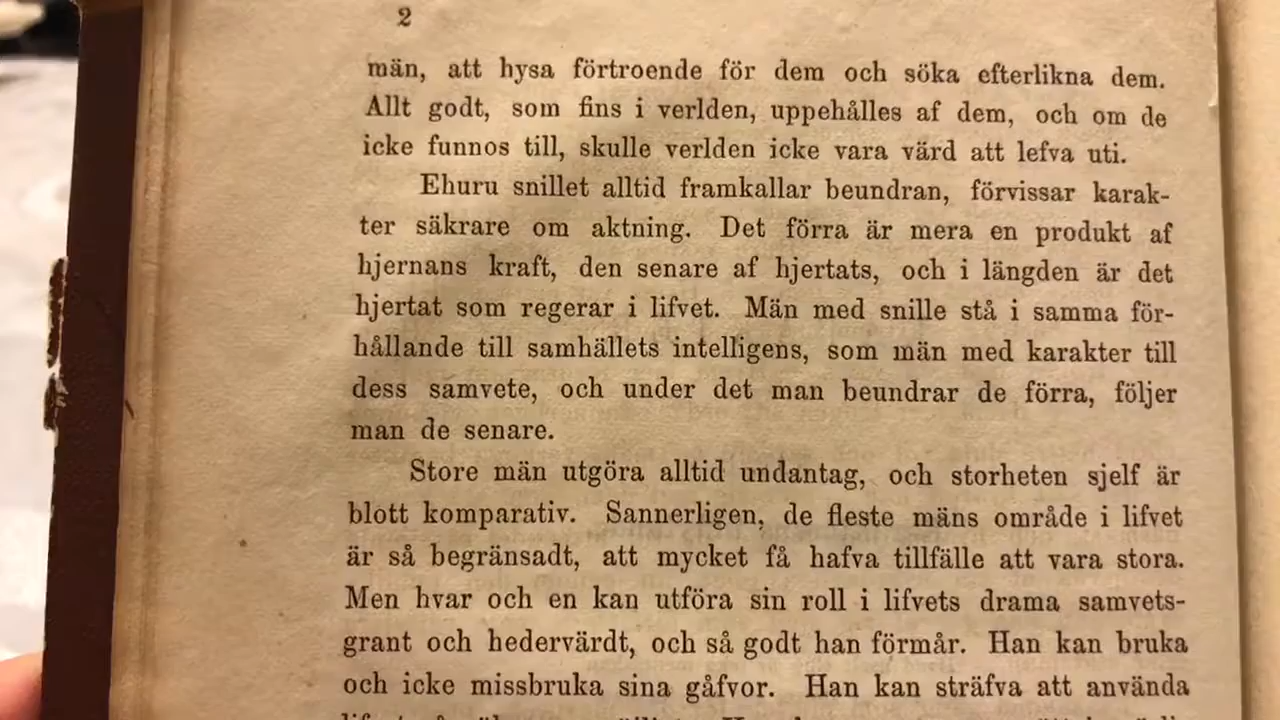 2
män, att hysa förtroende för dem och söka efterlikna dem.
Allt godt, som fins i verlden, uppehålles af dem, och om de
icke funnos till, skulle verlden icke vara värd att lefva uti.
Ehuru snillet alltid framkallar beundran, förvissar karak-
ter säkrare om aktning. Det förra är mera en produkt af
hjernans kraft, den senare af hjertats, och i längden är det
hjertat som regerar i lifvet. Män med snille stå i samma för-
hållande till samhällets intelligens, som män med karakter till
dess samvete, och under det man beundrar de förra, följer
man de senare.
Store män utgöra alltid undantag, och storheten sjelf är
blott komparativ. Sannerligen, de fleste mäns område i lifvet
är så begränsadt, att mycket få hafva tillfälle att vara stora.
Men hvar och en kan utföra sin roll i lifvets drama samvets-
grant och hedervärdt, och så godt han förmår. Han kan bruka
och icke missbruka sina gåfvor. Han kan sträfva att använda